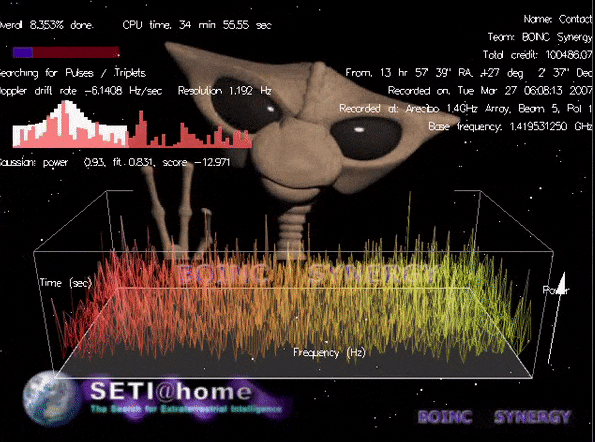 overall 8.353% done. CPU time: 34 min 55.55 sec
Searching for Pulses / Triplets
Doppler drift rate -6.1408 Hz/sec Resolution 1.192 Hz
Gaussian: power 0.93, fit 0.831, score -12.971
Name: Contact
Team: BOINC Synergy
Total credit: 100486.07
From: 13 hr 57' 39" RA, +27 deg 2' 37" Dec
Recorded on: Tue Mar 27 06:08:13 2007
Recorded at: Arecibo 1.4GHz Array, Beam 5, Pol 1
Base frequency: 1.419531250 GHz
BOINC SYNERGY
Time (sec)
Power
Frequency (Hz)
SETI@home
The Search for Extraterrestrial Intelligence
BOINC SYNERGY